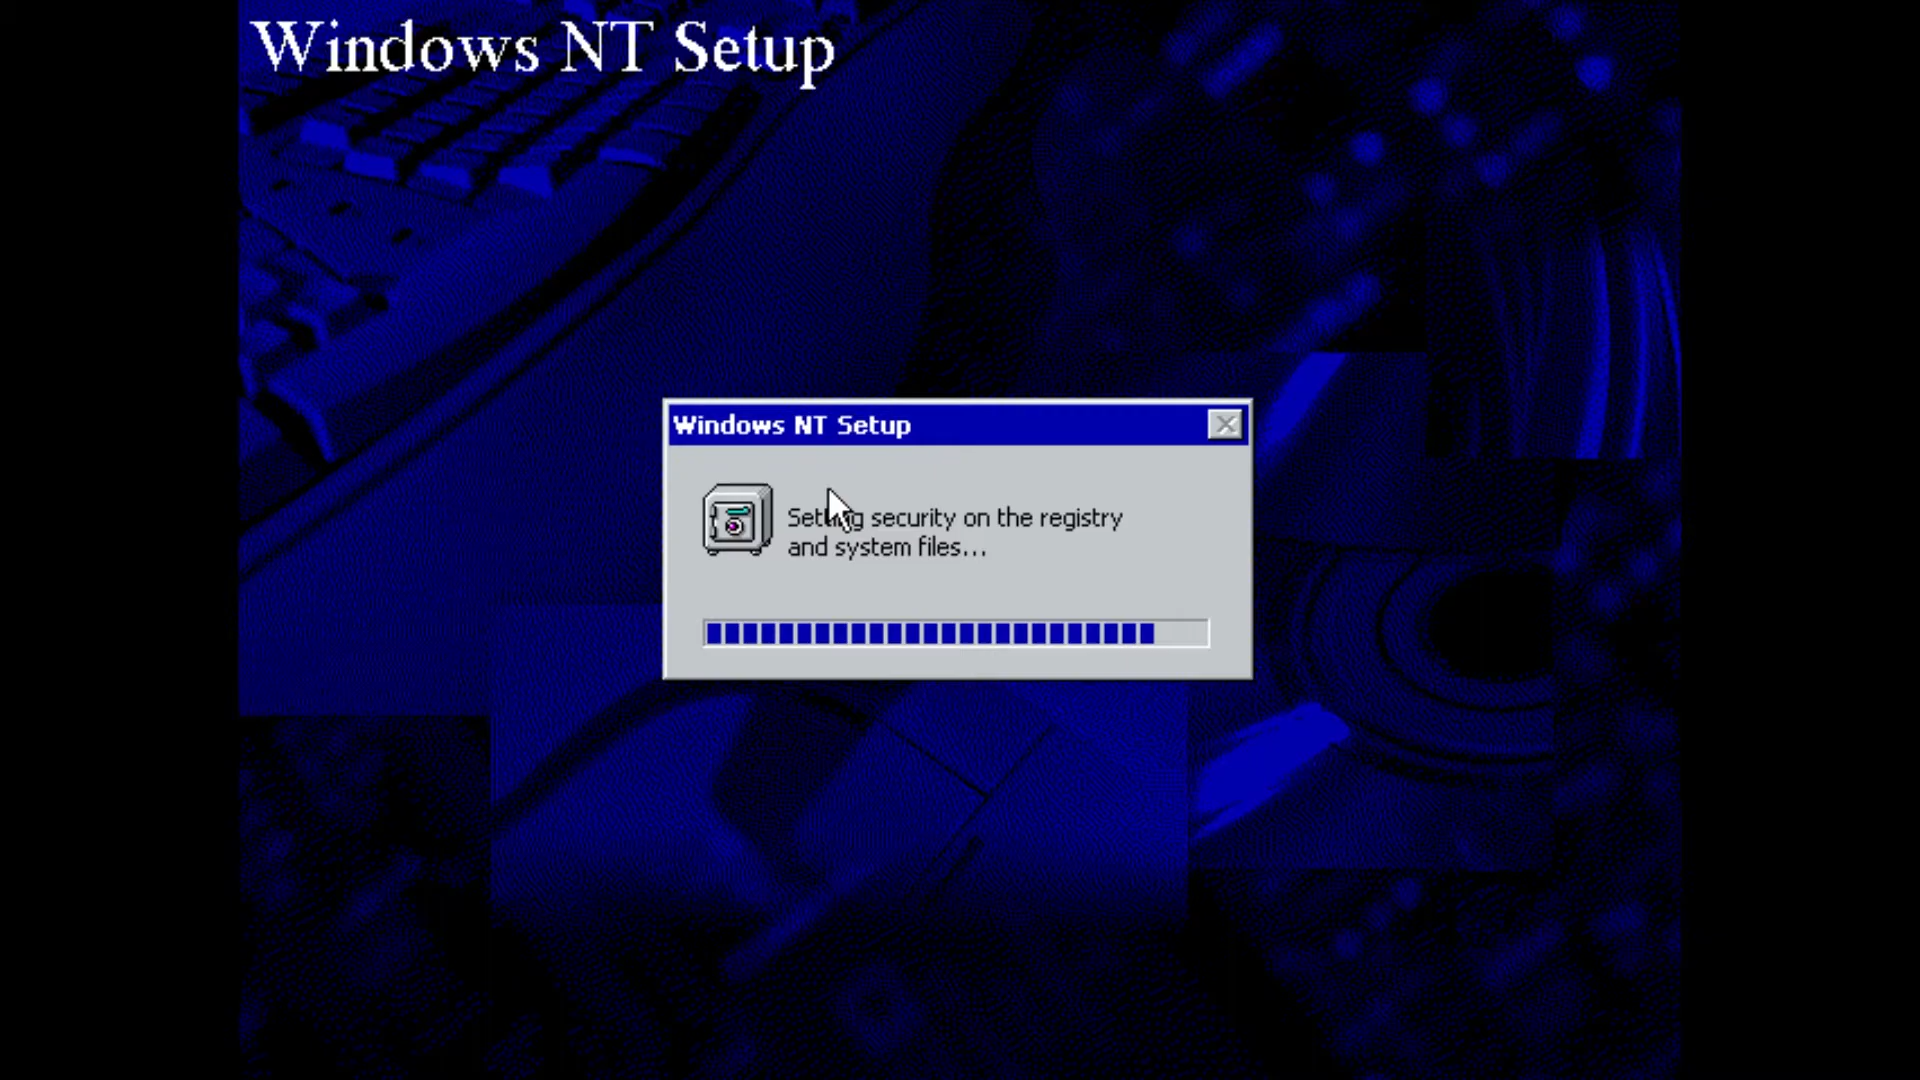 Windows NT Setup
Windows NT Setup
Setting security on the registry
and system files...